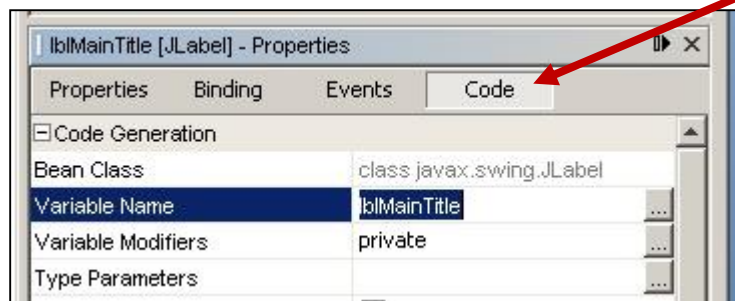 lblMainTitle [JLabel] - Properties
Properties Binding Events Code
Code Generation
Bean Class class javax.swing.JLabel
Variable Name lblMainTitle ...
Variable Modifiers private ...
Type Parameters ...